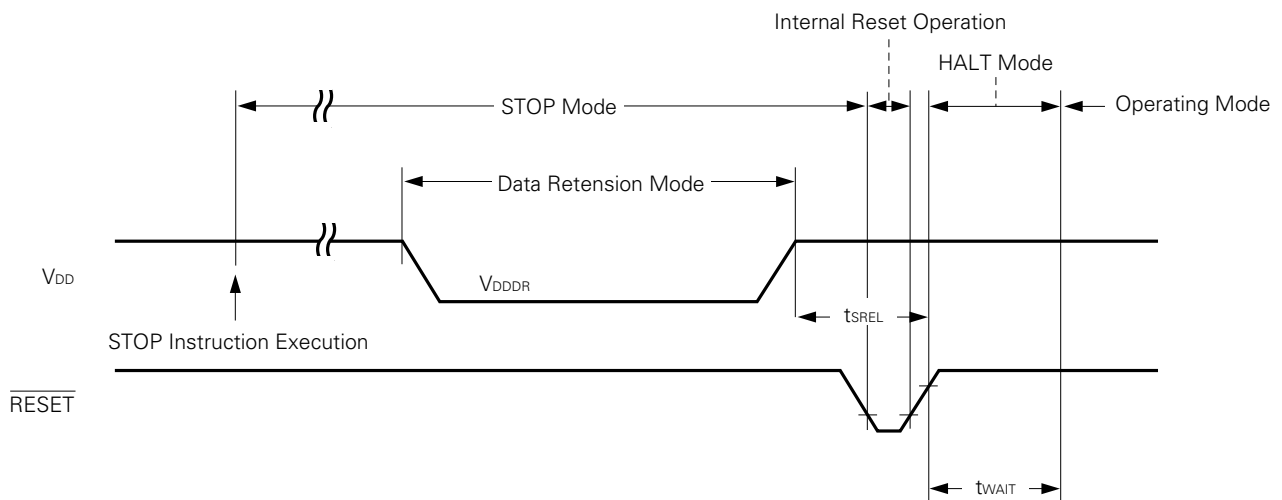 Internal Reset Operation
HALT Mode
STOP Mode
Operating Mode
Data Retension Mode
VDD
VDDDR
tSREL
STOP Instruction Execution
RESET
tWAIT